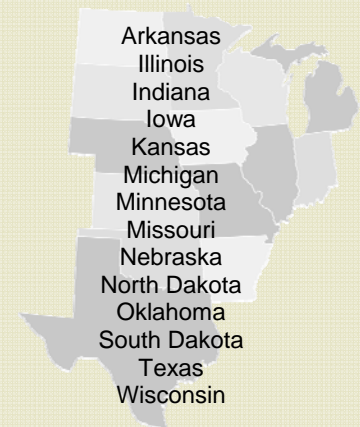 Arkansas
Illinois
Indiana
Iowa
Kansas
Michigan
Minnesota
Missouri
Nebraska
North Dakota
Oklahoma
South Dakota
Texas
Wisconsin